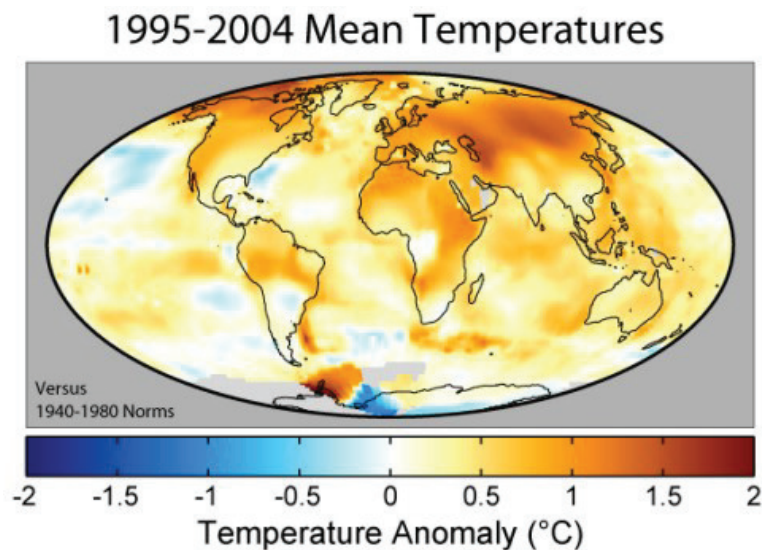 1995-2004 Mean Temperatures
Versus
1940-1980 Norms
-2 -1.5 -1 -0.5 0 0.5 1 1.5 2
Temperature Anomaly (°C)